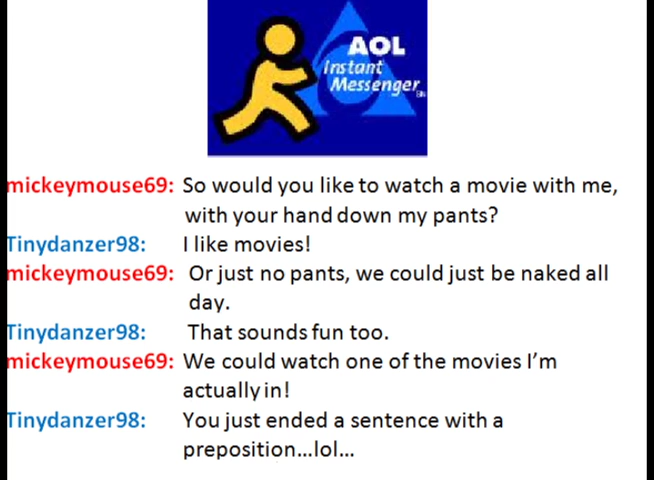 AOL
Instant
Messenger
mickeymouse69: So would you like to watch a movie with me,
with your hand down my pants?
Tinydanzer98: I like movies!
mickeymouse69: Or just no pants, we could just be naked all
day.
Tinydanzer98: That sounds fun too.
mickeymouse69: We could watch one of the movies I’m
actually in!
Tinydanzer98: You just ended a sentence with a
preposition...lol...